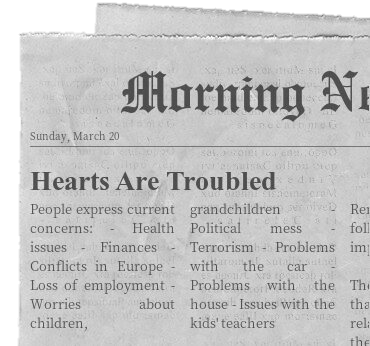 Morning Ne
Sunday, March 20
Hearts Are Troubled
People express current
concerns: - Health
issues - Finances -
Conflicts in Europe -
Loss of employment -
Worries about
children,
grandchildren -
Political mess -
Terrorism - Problems
with the car -
Problems with the
house - Issues with the
kids' teachers
Ren
foll
imp
The
tha
rela
the